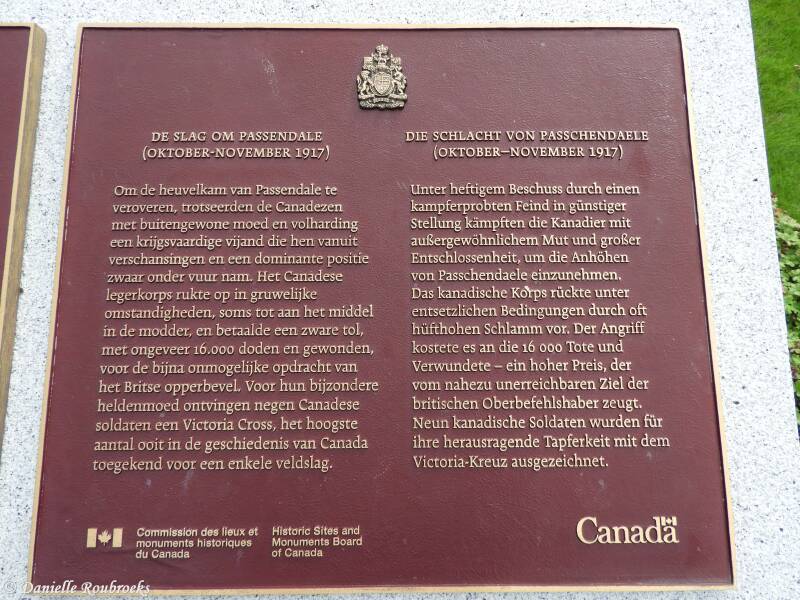 DE SLAG OM PASSENDALE
(OKTOBER-NOVEMBER 1917)
Om de heuvelkam van Passendale te
veroveren, trotseerden de Canadezen
met buitengewone moed en volharding
een krijgsvaardige vijand die hen vanuit
verschansingen en een dominante positie
zwaar onder vuur nam. Het Canadese
legerkorps rukte op in gruwelijke
omstandigheden, soms tot aan het middel
in de modder, en betaalde een zware tol,
met ongeveer 16.000 doden en gewonden,
voor de bijna onmogelijke opdracht van
het Britse opperbevel. Voor hun bijzondere
heldenmoed ontvingen negen Canadese
soldaten een Victoria Cross, het hoogste
aantal ooit in de geschiedenis van Canada
toegekend voor een enkele veldslag.
DIE SCHLACHT VON PASSCHENDAELE
(OKTOBER–NOVEMBER 1917)
Unter heftigem Beschuss durch einen
kampferprobten Feind in günstiger
Stellung kämpften die Kanadier mit
außergewöhnlichem Mut und großer
Entschlossenheit, um die Anhöhen
von Passchendaele einzunehmen.
Das kanadische Korps rückte unter
entsetzlichen Bedingungen durch oft
hüfthohen Schlamm vor. Der Angriff
kostete es an die 16 000 Tote und
Verwundete – ein hoher Preis, der
vom nahezu unerreichbaren Ziel der
britischen Oberbefehlshaber zeugt.
Neun kanadische Soldaten wurden für
ihre herausragende Tapferkeit mit dem
Victoria-Kreuz ausgezeichnet.
Commission des lieux et
monuments historiques
du Canada
Historic Sites and
Monuments Board
of Canada
Canada
© Danielle Roubroeks